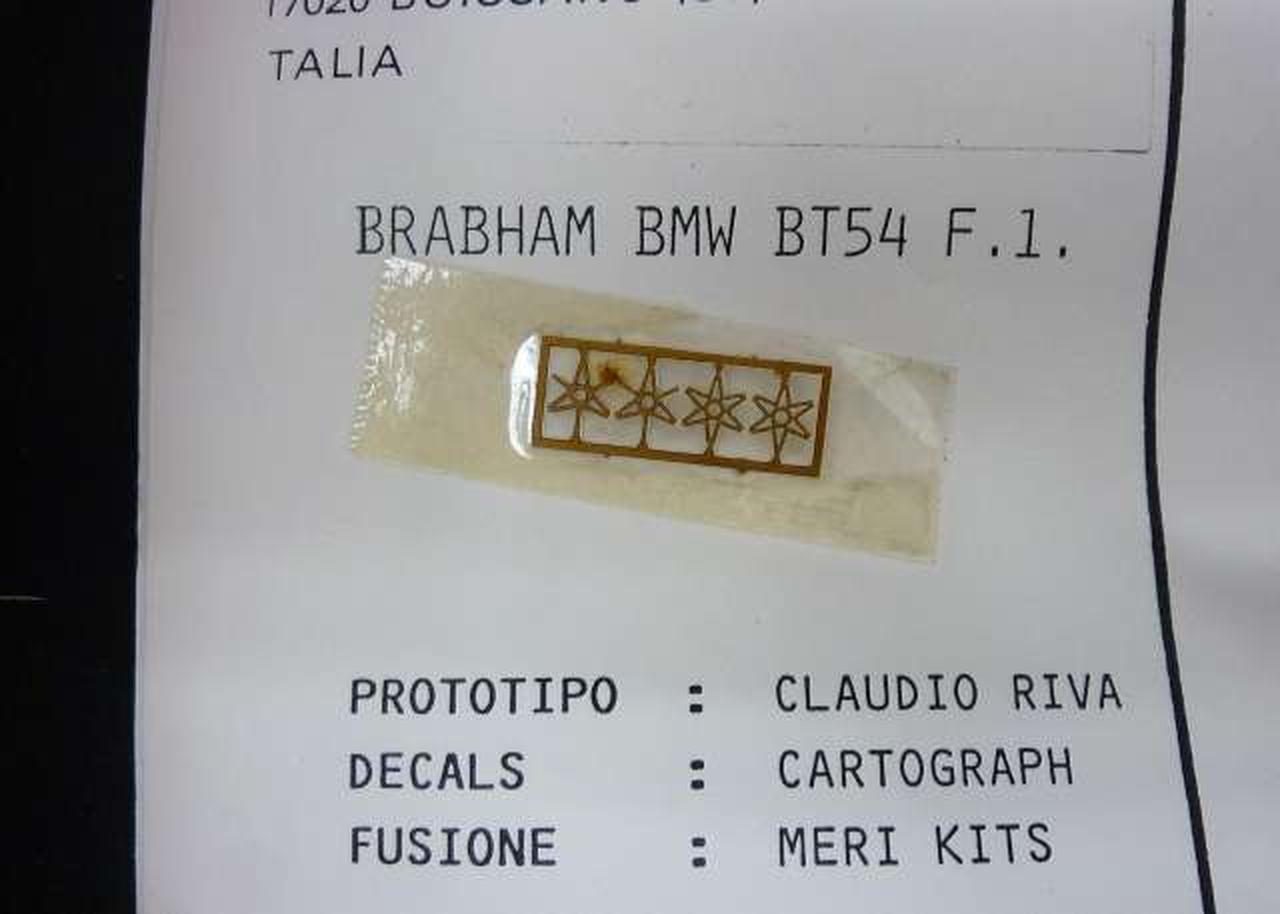 TALIA
BRABHAM BMW BT54 F.1.
PROTOTIPO : CLAUDIO RIVA
DECALS : CARTOGRAPH
FUSIONE : MERI KITS